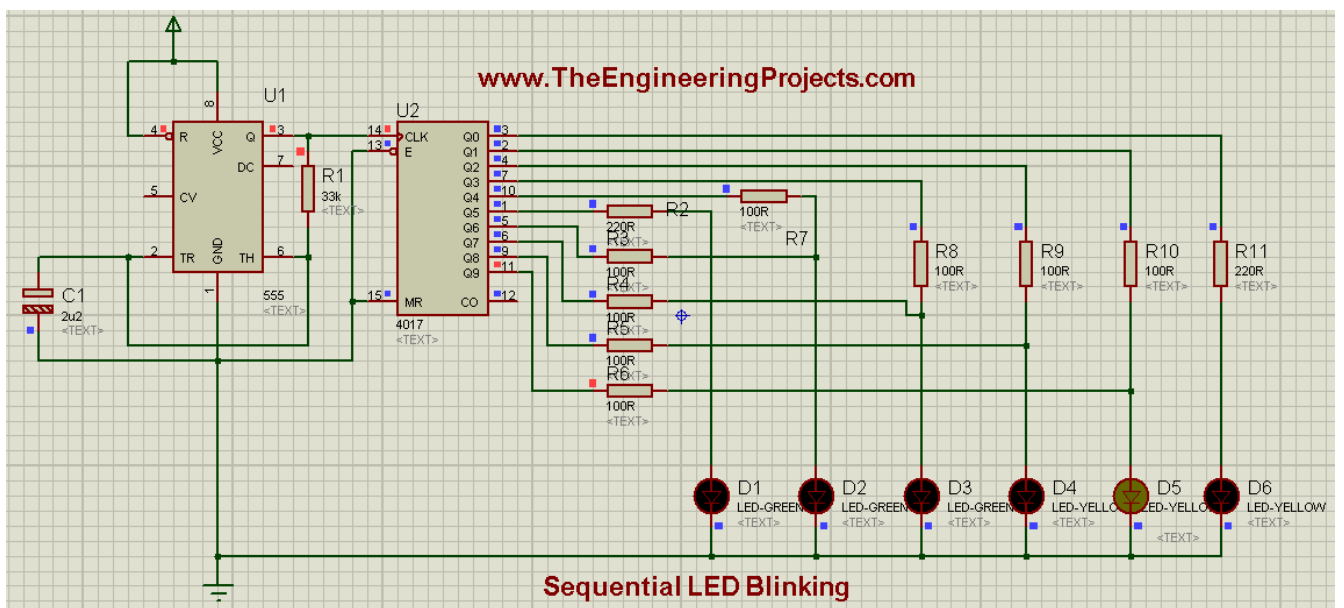 www.TheEngineeringProjects.com
U1
U2
8
4 R VCC Q 3
14 CLK Q0 3
13 E Q1 2
Q2 4
DC 7
Q3 7
R1
33k
<TEXT>
5 CV
Q4 10
Q5 1
Q6 5
Q7 6
Q8 9
Q9 11
2 TR GND TH 6
1
555
<TEXT>
15 MR CO 12
4017
<TEXT>
C1
2u2
<TEXT>
R2
220R
<TEXT>
R7
100R
<TEXT>
R3
100R
<TEXT>
R4
100R
<TEXT>
R5
100R
<TEXT>
R6
100R
<TEXT>
R8
100R
<TEXT>
R9
100R
<TEXT>
R10
100R
<TEXT>
R11
220R
<TEXT>
D1
LED-GREEN
<TEXT>
D2
LED-GREEN
<TEXT>
D3
LED-GREEN
<TEXT>
D4
LED-YELLO
<TEXT>
D5
LED-YELLO
<TEXT>
D6
LED-YELLOW
<TEXT>
Sequential LED Blinking